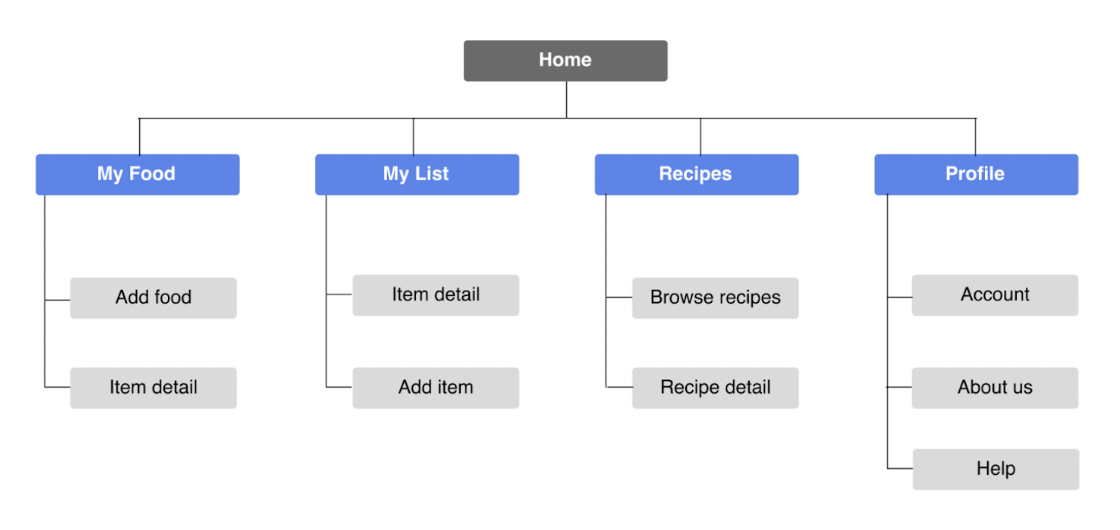 Home
My Food
My List
Recipes
Profile
Add food
Item detail
Item detail
Add item
Browse recipes
Recipe detail
Account
About us
Help